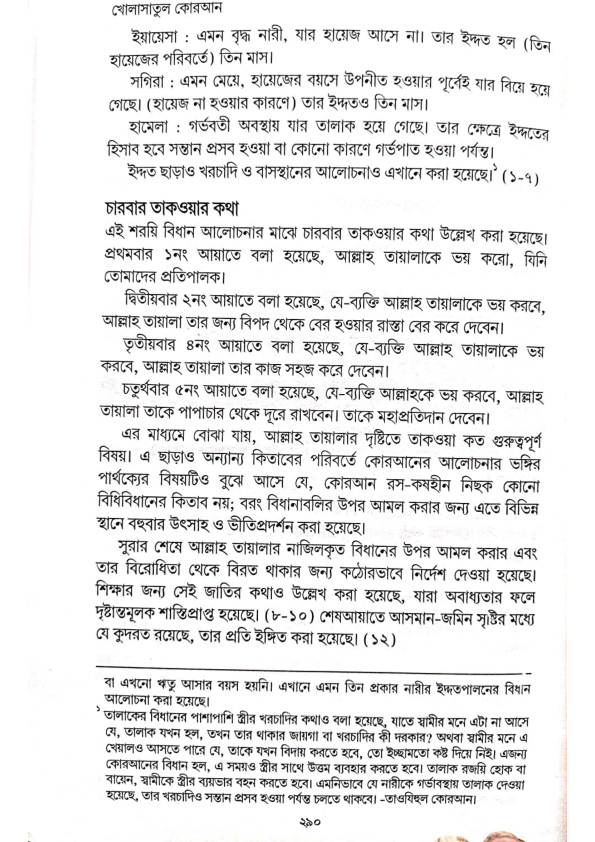 খোলাসাতুল কোরআন
ইয়ায়েসা : এমন বৃদ্ধ নারী, যার হায়েজ আসে না। তার ইদ্দত হল (তিন
হায়েজের পরিবর্তে) তিন মাস।
সগিরা : এমন মেয়ে, হায়েজের বয়সে উপনীত হওয়ার পূর্বেই যার বিয়ে হয়ে
গেছে। (হায়েজ না হওয়ার কারণে) তার ইদ্দতও তিন মাস।
হামেলা : গর্ভবতী অবস্থায় যার তালাক হয়ে গেছে। তার ক্ষেত্রে ইদ্দতের
হিসাব হবে সন্তান প্রসব হওয়া বা কোনো কারণে গর্ভপাত হওয়া পর্যন্ত।
ইদ্দত ছাড়াও খরচাদি ও বাসস্থানের আলোচনাও এখানে করা হয়েছে।১ (১-৭)
চারবার তাকওয়ার কথা
এই শরয়ি বিধান আলোচনার মাঝে চারবার তাকওয়ার কথা উল্লেখ করা হয়েছে।
প্রথমবার ১নং আয়াতে বলা হয়েছে, আল্লাহ তায়ালাকে ভয় করো, যিনি
তোমাদের প্রতিপালক।
দ্বিতীয়বার ২নং আয়াতে বলা হয়েছে, যে-ব্যক্তি আল্লাহ তায়ালাকে ভয় করবে,
আল্লাহ তায়ালা তার জন্য বিপদ থেকে বের হওয়ার রাস্তা বের করে দেবেন।
তৃতীয়বার ৪নং আয়াতে বলা হয়েছে, যে-ব্যক্তি আল্লাহ তায়ালাকে ভয়
করবে, আল্লাহ তায়ালা তার কাজ সহজ করে দেবেন।
চতুর্থবার ৫নং আয়াতে বলা হয়েছে, যে-ব্যক্তি আল্লাহকে ভয় করবে, আল্লাহ
তায়ালা তাকে পাপাচার থেকে দূরে রাখবেন। তাকে মহাপ্রতিদান দেবেন।
এর মাধ্যমে বোঝা যায়, আল্লাহ তায়ালার দৃষ্টিতে তাকওয়া কত গুরুত্বপূর্ণ
বিষয়। এ ছাড়াও অন্যান্য কিতাবের পরিবর্তে কোরআনের আলোচনার ভঙ্গির
পার্থক্যের বিষয়টিও বুঝে আসে যে, কোরআন রস-কষহীন নিছক কোনো
বিধিবিধানের কিতাব নয়; বরং বিধানাবলির উপর আমল করার জন্য এতে বিভিন্ন
স্থানে বহুবার উৎসাহ ও ভীতিপ্রদর্শন করা হয়েছে।
সুরার শেষে আল্লাহ তায়ালার নাজিলকৃত বিধানের উপর আমল করার এবং
তার বিরোধিতা থেকে বিরত থাকার জন্য কঠোরভাবে নির্দেশ দেওয়া হয়েছে।
শিক্ষার জন্য সেই জাতির কথাও উল্লেখ করা হয়েছে, যারা অবাধ্যতার ফলে
দৃষ্টান্তমূলক শাস্তিপ্রাপ্ত হয়েছে। (৮-১০) শেষআয়াতে আসমান-জমিন সৃষ্টির মধ্যে
যে কুদরত রয়েছে, তার প্রতি ইঙ্গিত করা হয়েছে। (১২)
বা এখনো ঋতু আসার বয়স হয়নি। এখানে এমন তিন প্রকার নারীর ইদ্দতপালনের বিধান
আলোচনা করা হয়েছে।
১ তালাকের বিধানের পাশাপাশি স্ত্রীর খরচাদির কথাও বলা হয়েছে, যাতে স্বামীর মনে এটা না আসে
যে, তালাক যখন হল, তখন তার থাকার জায়গা বা খরচাদির কী দরকার? অথবা স্বামীর মনে এ
খেয়ালও আসতে পারে যে, তাকে যখন বিদায় করতে হবে, তো ইচ্ছামতো কষ্ট দিয়ে নিই। এজন্য
কোরআনের বিধান হল, এ সময়ও স্ত্রীর সাথে উত্তম ব্যবহার করতে হবে। তালাক রজয়ি হোক বা
বায়েন, স্বামীকে স্ত্রীর ব্যয়ভার বহন করতে হবে। এমনিভাবে যে নারীকে গর্ভাবস্থায় তালাক দেওয়া
হয়েছে, তার খরচাদিও সন্তান প্রসব হওয়া পর্যন্ত চলতে থাকবে। -তাওযিহুল কোরআন।
২৯০